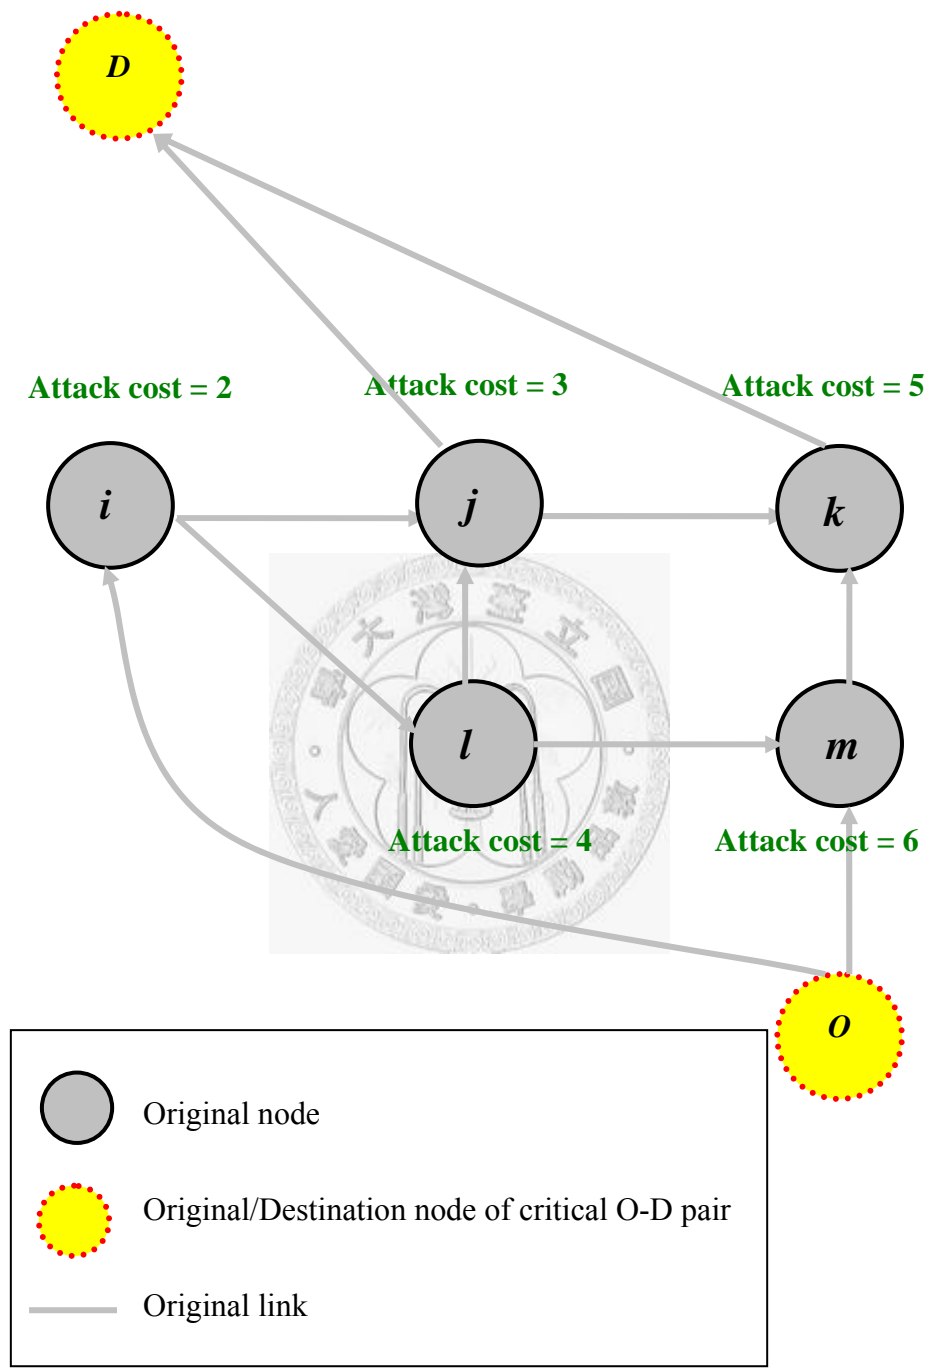 D
Attack cost = 2
Attack cost = 3
Attack cost = 5
i
j
k
l
m
Attack cost = 4
Attack cost = 6
O
Original node
Original/Destination node of critical O-D pair
Original link